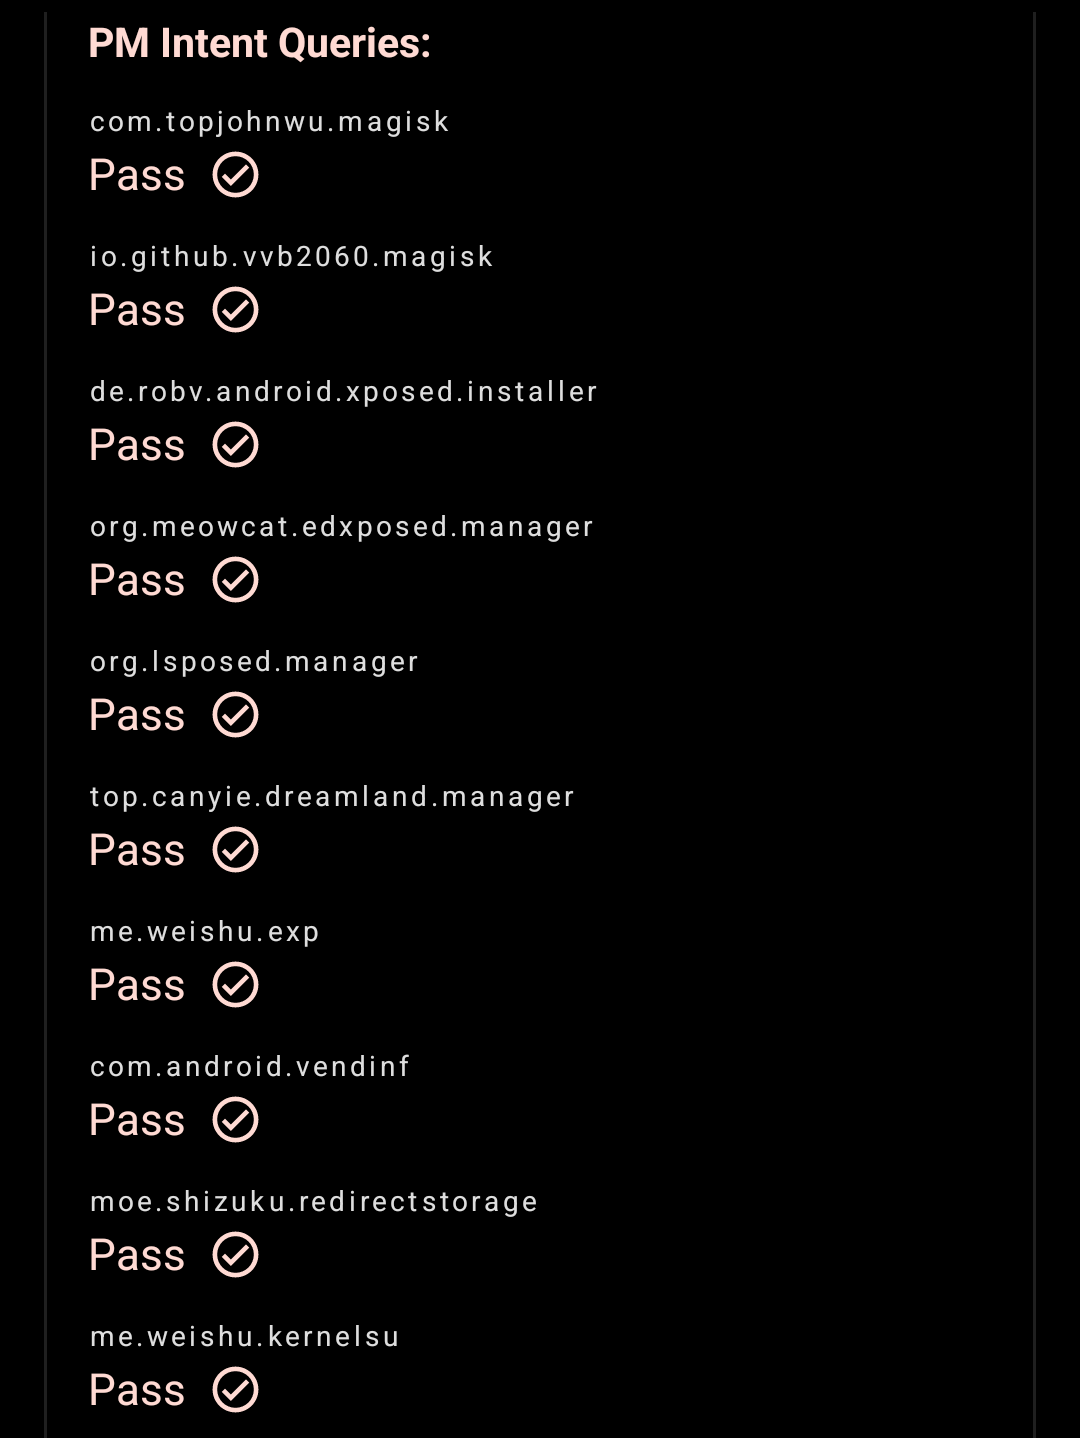 PM Intent Queries:
com.topjohnwu.magisk
Pass
io.github.vvb2060.magisk
Pass
de.robv.android.xposed.installer
Pass
org.meowcat.edxposed.manager
Pass
org.lsposed.manager
Pass
top.canyie.dreamland.manager
Pass
me.weishu.exp
Pass
com.android.vendinf
Pass
moe.shizuku.redirectstorage
Pass
me.weishu.kernelsu
Pass